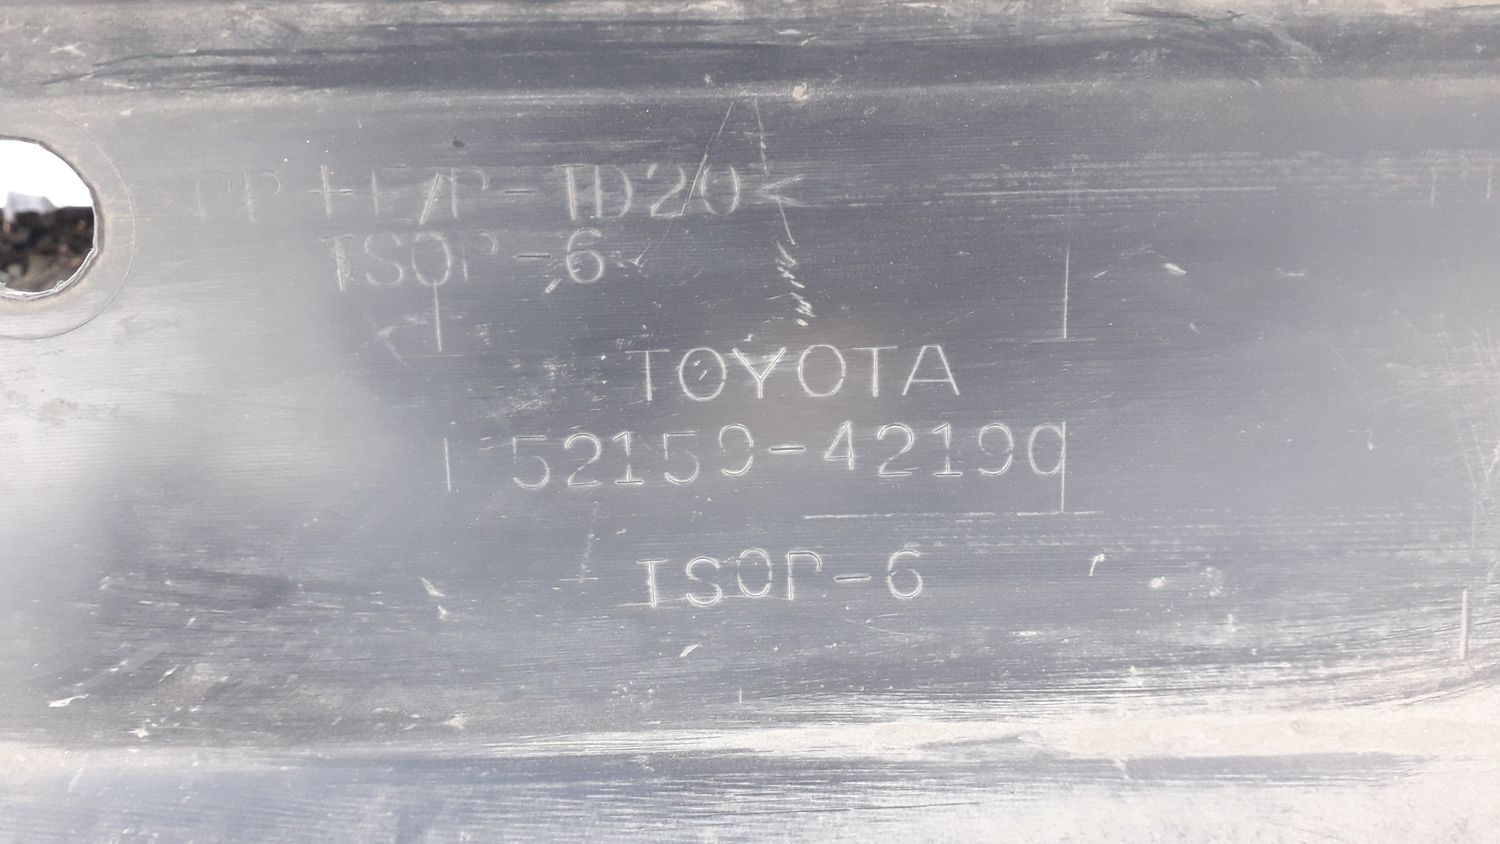 PP+E/P-TD20<
TSOP-6
TOYOTA
52159-42190
TSOP-6